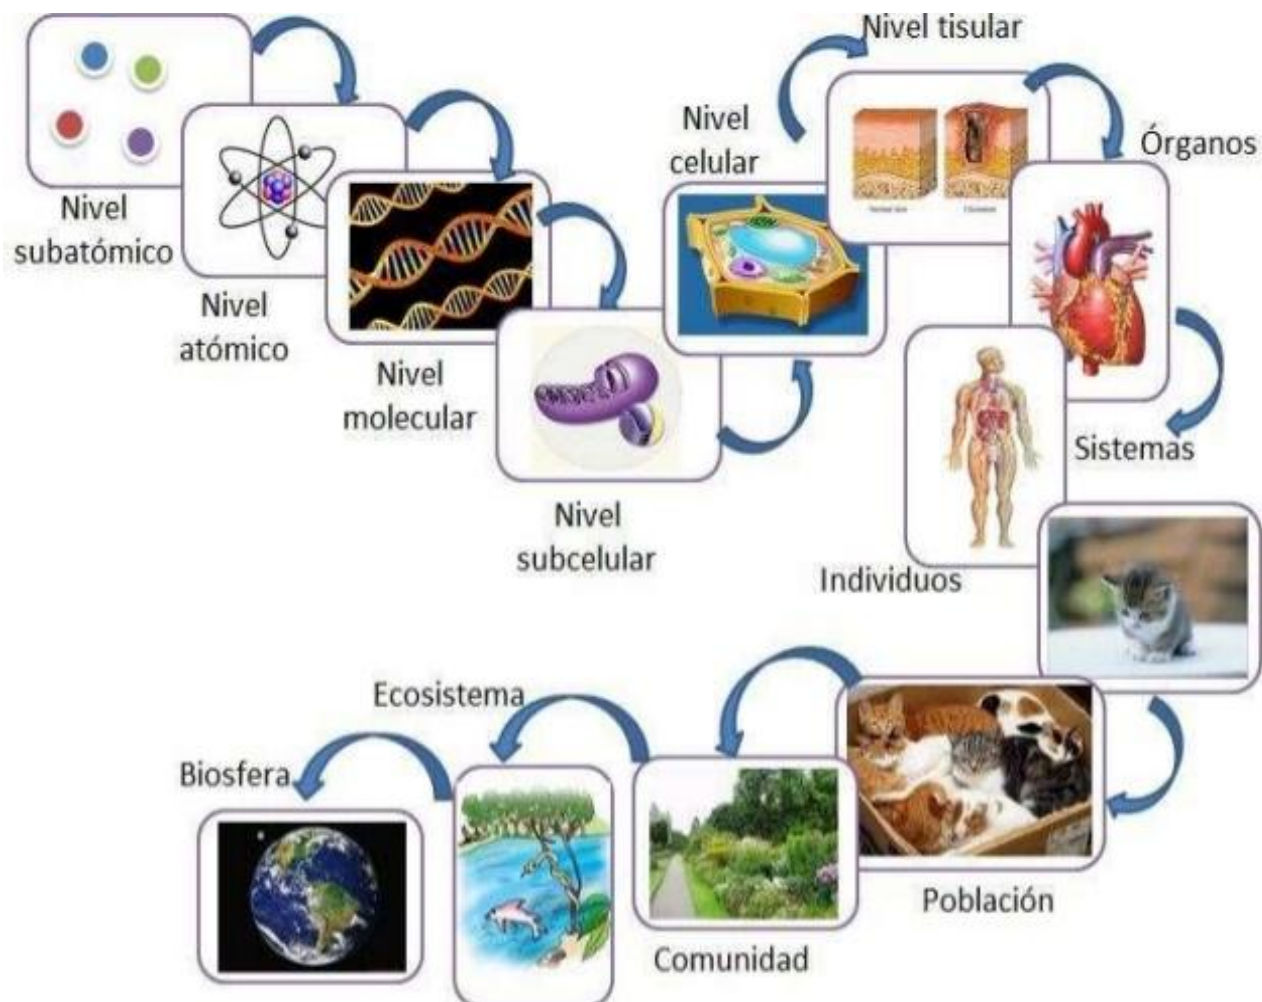 Nivel
subatómico
Nivel
atómico
Nivel
molecular
Nivel
subcelular
Nivel
celular
Nivel tisular
Órganos
Sistemas
Individuos
Población
Comunidad
Ecosistema
Biosfera